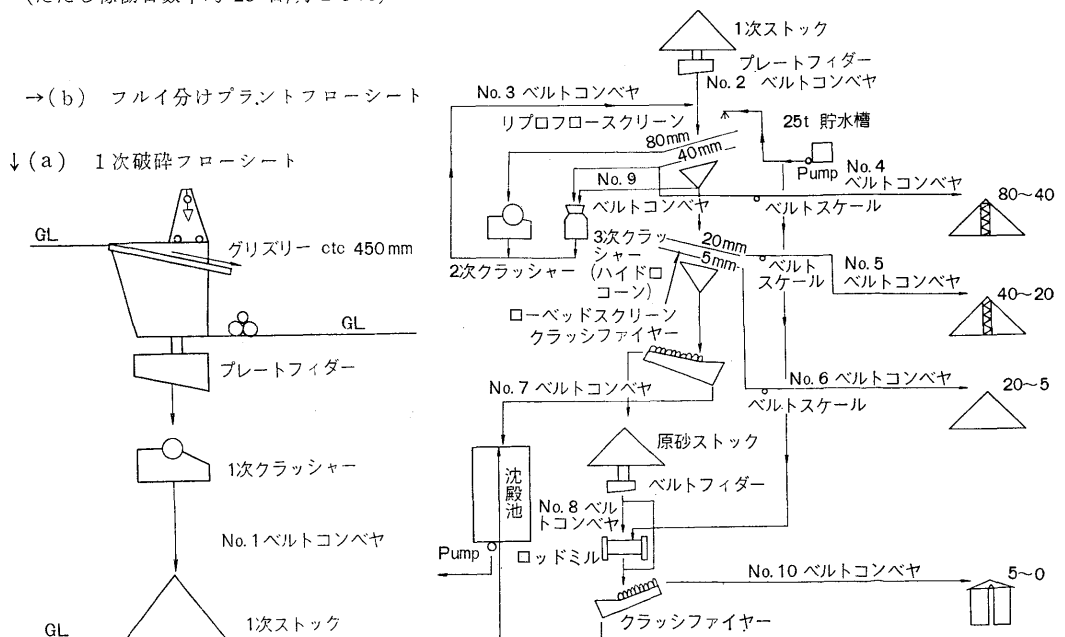 →(b) フルイ分けプラントフローシート
↓(a) 1次破砕フローシート
GL
グリズリー ctc 450mm
GL
プレートフィダー
1次クラッシャー
No.1ベルトコンベヤ
1次ストック
GL
1次ストック
プレートフィダー
No.2 ベルトコンベヤ
No.3 ベルトコンベヤ
リプロフロースクリーン
80mm
40mm
25t 貯水槽
Pump
No.4
ベルトコンベヤ
80~40
No.9
ベルトコンベヤ
ベルトスケール
2次クラッシャー
3次クラッ
シャー
(ハイドロ
コーン)
20mm
5mm
ベルト
スケール
No.5
ベルトコンベヤ
40~20
ローベッドスクリーン
クラッシファイヤー
No.7 ベルトコンベヤ
No.6 ベルトコンベヤ
ベルトスケール
20~5
原砂ストック
沈殿池
ベルトフィダー
No.8 ベル
トコンベヤ
Pump
ロッドミル
No.10 ベルトコンベヤ
5~0
クラッシファイヤー